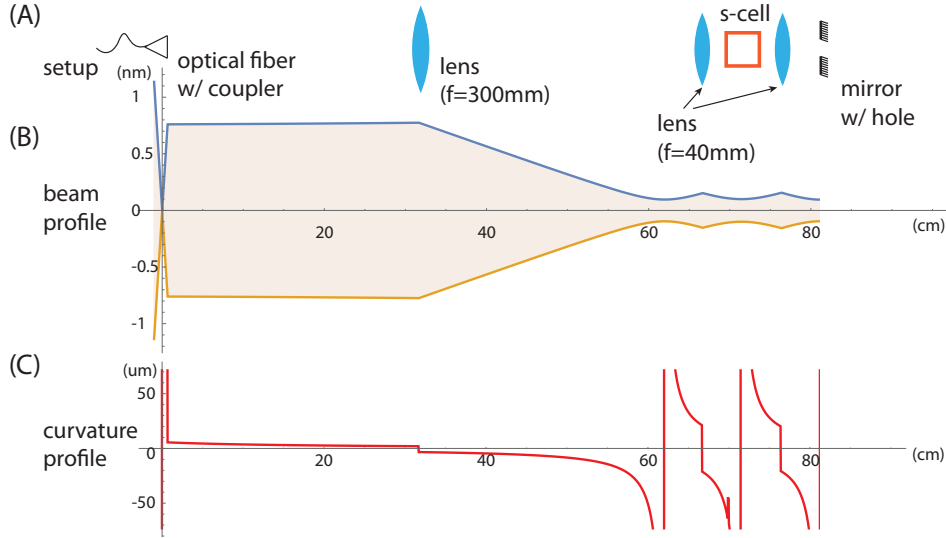 (A)
s-cell
setup
optical fiber
w/ coupler
lens
(f=300mm)
lens
(f=40mm)
mirror
w/ hole
(B)
(nm)
1
0.5
0
-0.5
-1
beam
profile
20
40
60
80
(cm)
(C)
(um)
50
0
-50
curvature
profile
20
40
60
80
(cm)